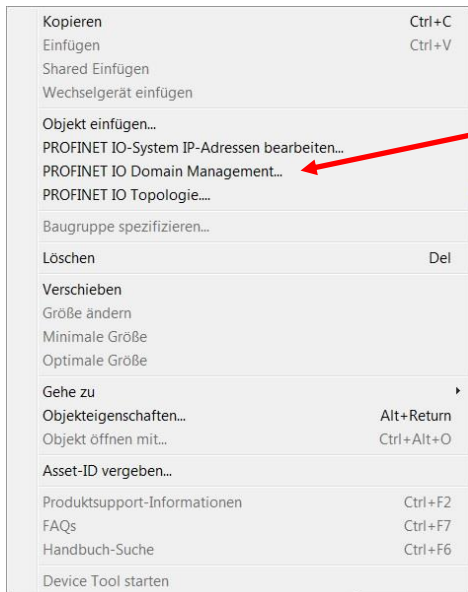 Kopieren Ctrl+C
Einfügen Ctrl+V
Shared Einfügen
Wechselgerät einfügen
Objekt einfügen...
PROFINET IO-System IP-Adressen bearbeiten...
PROFINET IO Domain Management...
PROFINET IO Topologie....
Baugruppe spezifizieren...
Löschen Del
Verschieben
Größe ändern
Minimale Größe
Optimale Größe
Gehe zu
Objekteigenschaften... Alt+Return
Objekt öffnen mit... Ctrl+Alt+O
Asset-ID vergeben...
Produktsupport-Informationen Ctrl+F2
FAQs Ctrl+F7
Handbuch-Suche Ctrl+F6
Device Tool starten